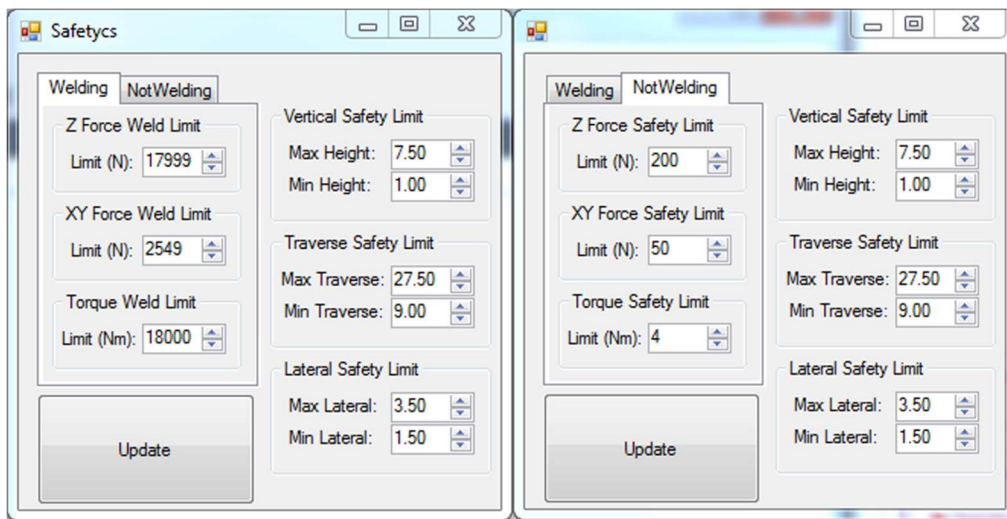 Safetycs
Welding NotWelding
Z Force Weld Limit
Limit (N): 17999
XY Force Weld Limit
Limit (N): 2549
Torque Weld Limit
Limit (Nm): 18000
Update
Vertical Safety Limit
Max Height: 7.50
Min Height: 1.00
Traverse Safety Limit
Max Traverse: 27.50
Min Traverse: 9.00
Lateral Safety Limit
Max Lateral: 3.50
Min Lateral: 1.50
Welding NotWelding
Z Force Safety Limit
Limit (N): 200
XY Force Safety Limit
Limit (N): 50
Torque Safety Limit
Limit (Nm): 4
Update
Vertical Safety Limit
Max Height: 7.50
Min Height: 1.00
Traverse Safety Limit
Max Traverse: 27.50
Min Traverse: 9.00
Lateral Safety Limit
Max Lateral: 3.50
Min Lateral: 1.50